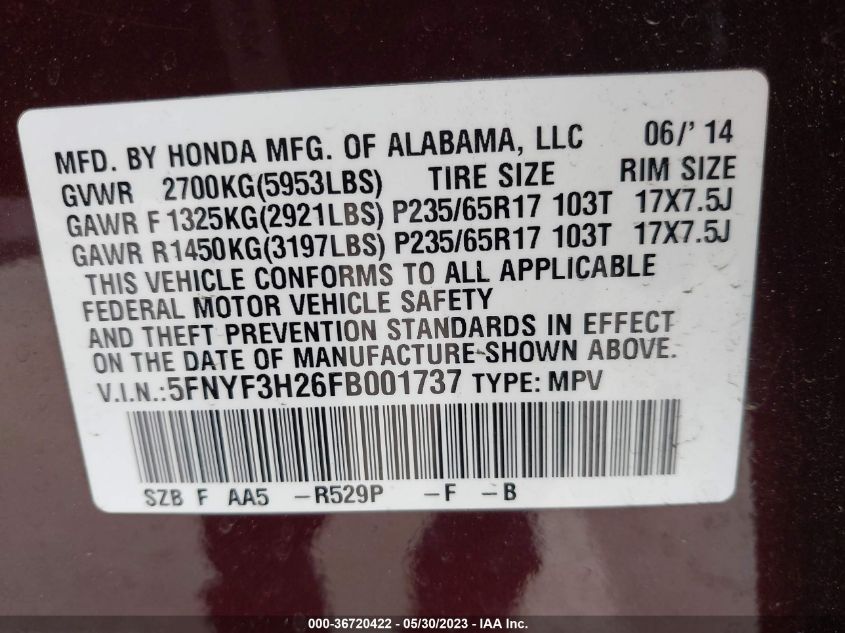 MFD. BY HONDA MFG. OF ALABAMA, LLC 06/' 14
GVWR 2700KG(5953LBS) TIRE SIZE RIM SIZE
GAWR F 1325KG(2921LBS) P235/65R17 103T 17X7.5J
GAWR R1450KG(3197LBS) P235/65R17 103T 17X7.5J
THIS VEHICLE CONFORMS TO ALL APPLICABLE
FEDERAL MOTOR VEHICLE SAFETY
AND THEFT PREVENTION STANDARDS IN EFFECT
ON THE DATE OF MANUFACTURE SHOWN ABOVE.
V.I.N.:5FNYF3H26FB001737 TYPE: MPV
SZB F AA5 -R529P -F -B
000-36720422 - 05/30/2023 - IAA Inc.